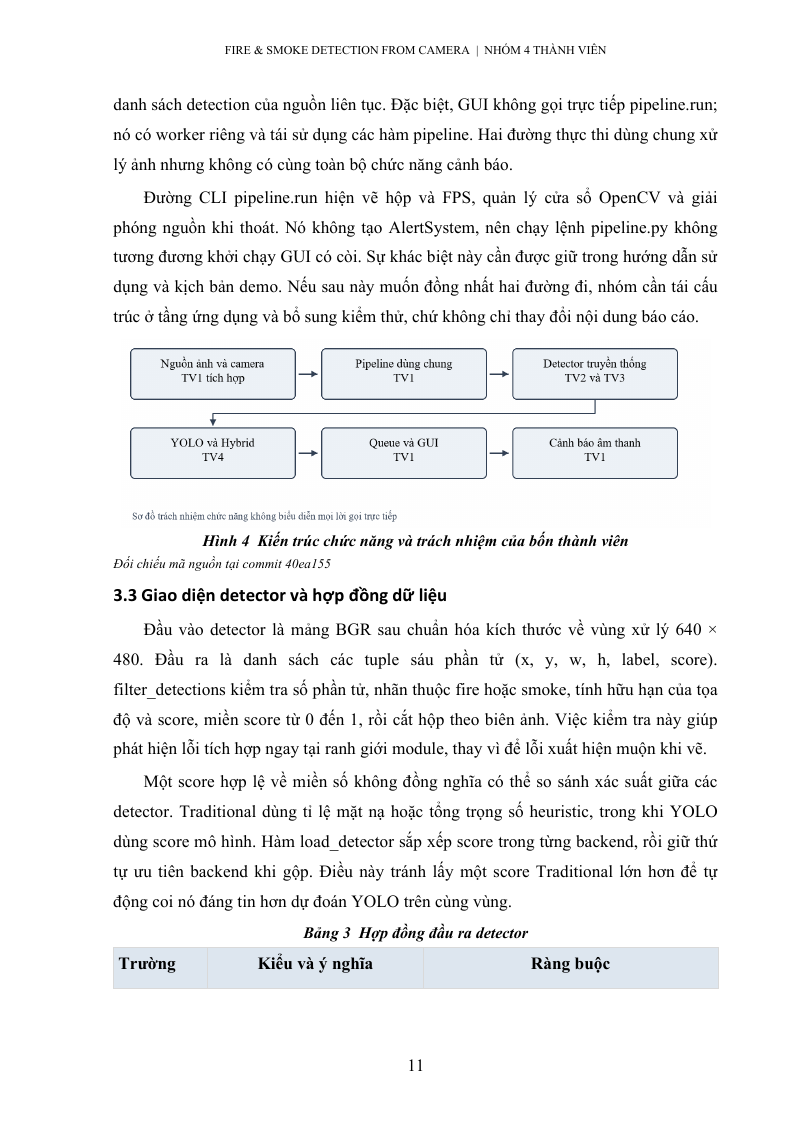 FIRE & SMOKE DETECTION FROM CAMERA | NHÓM 4 THÀNH VIÊN
danh sách detection của nguồn liên tục. Đặc biệt, GUI không gọi trực tiếp pipeline.run;
nó có worker riêng và tái sử dụng các hàm pipeline. Hai đường thực thi dùng chung xử
lý ảnh nhưng không có cùng toàn bộ chức năng cảnh báo.
Đường CLI pipeline.run hiện vẽ hộp và FPS, quản lý cửa sổ OpenCV và giải
phóng nguồn khi thoát. Nó không tạo AlertSystem, nên chạy lệnh pipeline.py không
tương đương khởi chạy GUI có còi. Sự khác biệt này cần được giữ trong hướng dẫn sử
dụng và kịch bản demo. Nếu sau này muốn đồng nhất hai đường đi, nhóm cần tái cấu
trúc ở tầng ứng dụng và bổ sung kiểm thử, chứ không chỉ thay đổi nội dung báo cáo.
Nguồn ảnh và camera
TV1 tích hợp
Pipeline dùng chung
TV1
Detector truyền thống
TV2 và TV3
YOLO và Hybrid
TV4
Queue và GUI
TV1
Cảnh báo âm thanh
TV1
Sơ đồ trách nhiệm chức năng không biểu diễn mọi lời gọi trực tiếp
Hình 4 Kiến trúc chức năng và trách nhiệm của bốn thành viên
Đối chiếu mã nguồn tại commit 40ea155
3.3 Giao diện detector và hợp đồng dữ liệu
Đầu vào detector là mảng BGR sau chuẩn hóa kích thước về vùng xử lý 640 ×
480. Đầu ra là danh sách các tuple sáu phần tử (x, y, w, h, label, score).
filter_detections kiểm tra số phần tử, nhãn thuộc fire hoặc smoke, tính hữu hạn của tọa
độ và score, miền score từ 0 đến 1, rồi cắt hộp theo biên ảnh. Việc kiểm tra này giúp
phát hiện lỗi tích hợp ngay tại ranh giới module, thay vì để lỗi xuất hiện muộn khi vẽ.
Một score hợp lệ về miền số không đồng nghĩa có thể so sánh xác suất giữa các
detector. Traditional dùng tỉ lệ mặt nạ hoặc tổng trọng số heuristic, trong khi YOLO
dùng score mô hình. Hàm load_detector sắp xếp score trong từng backend, rồi giữ thứ
tự ưu tiên backend khi gộp. Điều này tránh lấy một score Traditional lớn hơn để tự
động coi nó đáng tin hơn dự đoán YOLO trên cùng vùng.
Bảng 3 Hợp đồng đầu ra detector
Trường Kiểu và ý nghĩa Ràng buộc
11